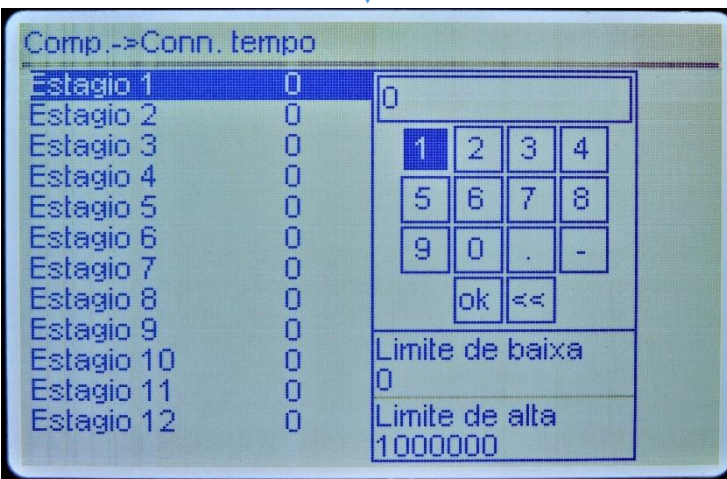 Comp.->Conn. tempo
Estagio 1 0
Estagio 2 0
Estagio 3 0
Estagio 4 0
Estagio 5 0
Estagio 6 0
Estagio 7 0
Estagio 8 0
Estagio 9 0
Estagio 10 0
Estagio 11 0
Estagio 12 0
0
1 2 3 4
5 6 7 8
9 0 . -
ok <<
Limite de baixa
0
Limite de alta
1000000